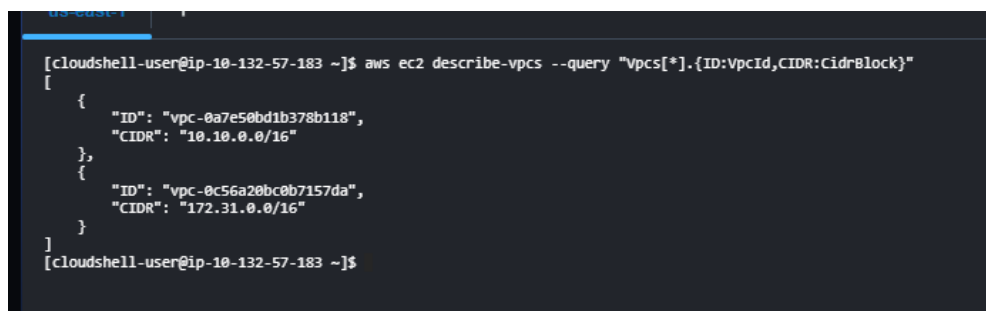 us-east-1
[cloudshell-user@ip-10-132-57-183 ~]$ aws ec2 describe-vpcs --query "Vpcs[*].{ID:VpcId,CIDR:CidrBlock}"
[
    {
        "ID": "vpc-0a7e50bd1b378b118",
        "CIDR": "10.10.0.0/16"
    },
    {
        "ID": "vpc-0c56a20bc0b7157da",
        "CIDR": "172.31.0.0/16"
    }
]
[cloudshell-user@ip-10-132-57-183 ~]$